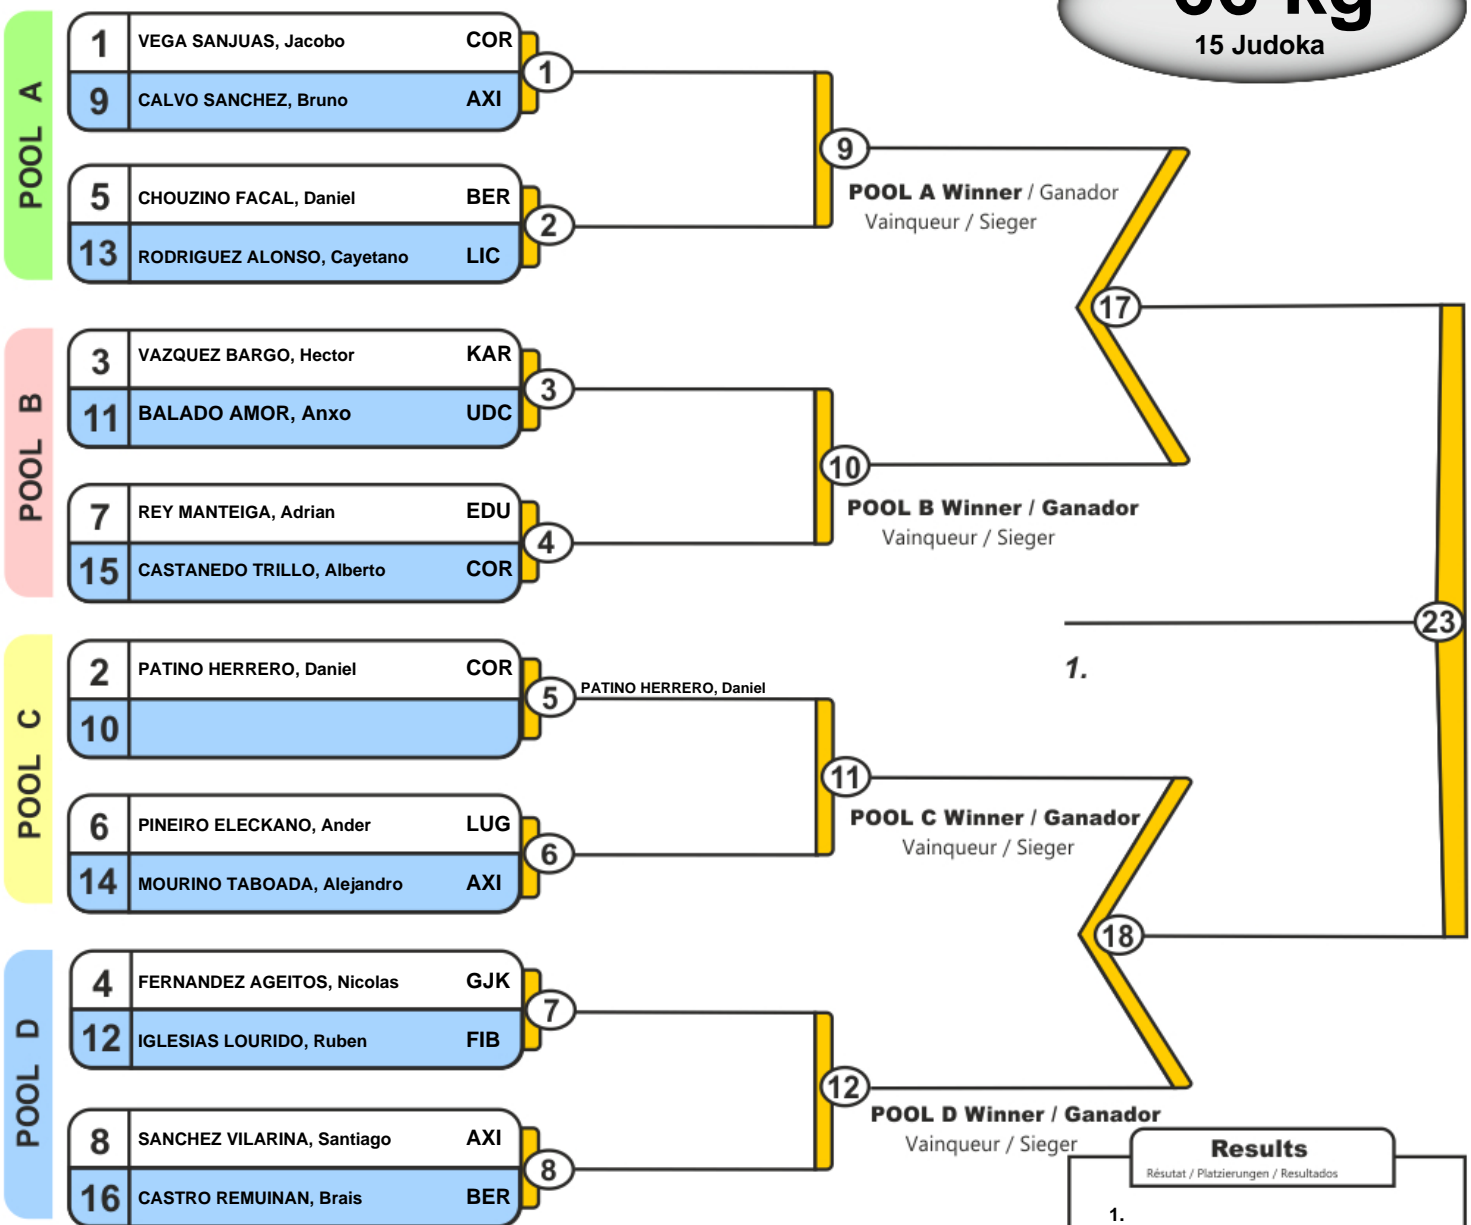 kg
15 Judoka
POOL A
1 VEGA SANJUAS, Jacobo COR
9 CALVO SANCHEZ, Bruno AXI
1
5 CHOUZINO FACAL, Daniel BER
13 RODRIGUEZ ALONSO, Cayetano LIC
2
9
POOL A Winner / Ganador
Vainqueur / Sieger
POOL B
3 VAZQUEZ BARGO, Hector KAR
11 BALADO AMOR, Anxo UDC
3
7 REY MANTEIGA, Adrian EDU
15 CASTANEDO TRILLO, Alberto COR
4
10
POOL B Winner / Ganador
Vainqueur / Sieger
17
23
1.
POOL C
2 PATINO HERRERO, Daniel COR
10
5 PATINO HERRERO, Daniel
6 PINEIRO ELECKANO, Ander LUG
14 MOURINO TABOADA, Alejandro AXI
6
11
POOL C Winner / Ganador
Vainqueur / Sieger
18
POOL D
4 FERNANDEZ AGEITOS, Nicolas GJK
12 IGLESIAS LOURIDO, Ruben FIB
7
8 SANCHEZ VILARINA, Santiago AXI
16 CASTRO REMUINAN, Brais BER
8
12
POOL D Winner / Ganador
Vainqueur / Sieger
Results
Résutat / Platzierungen / Resultados
1.